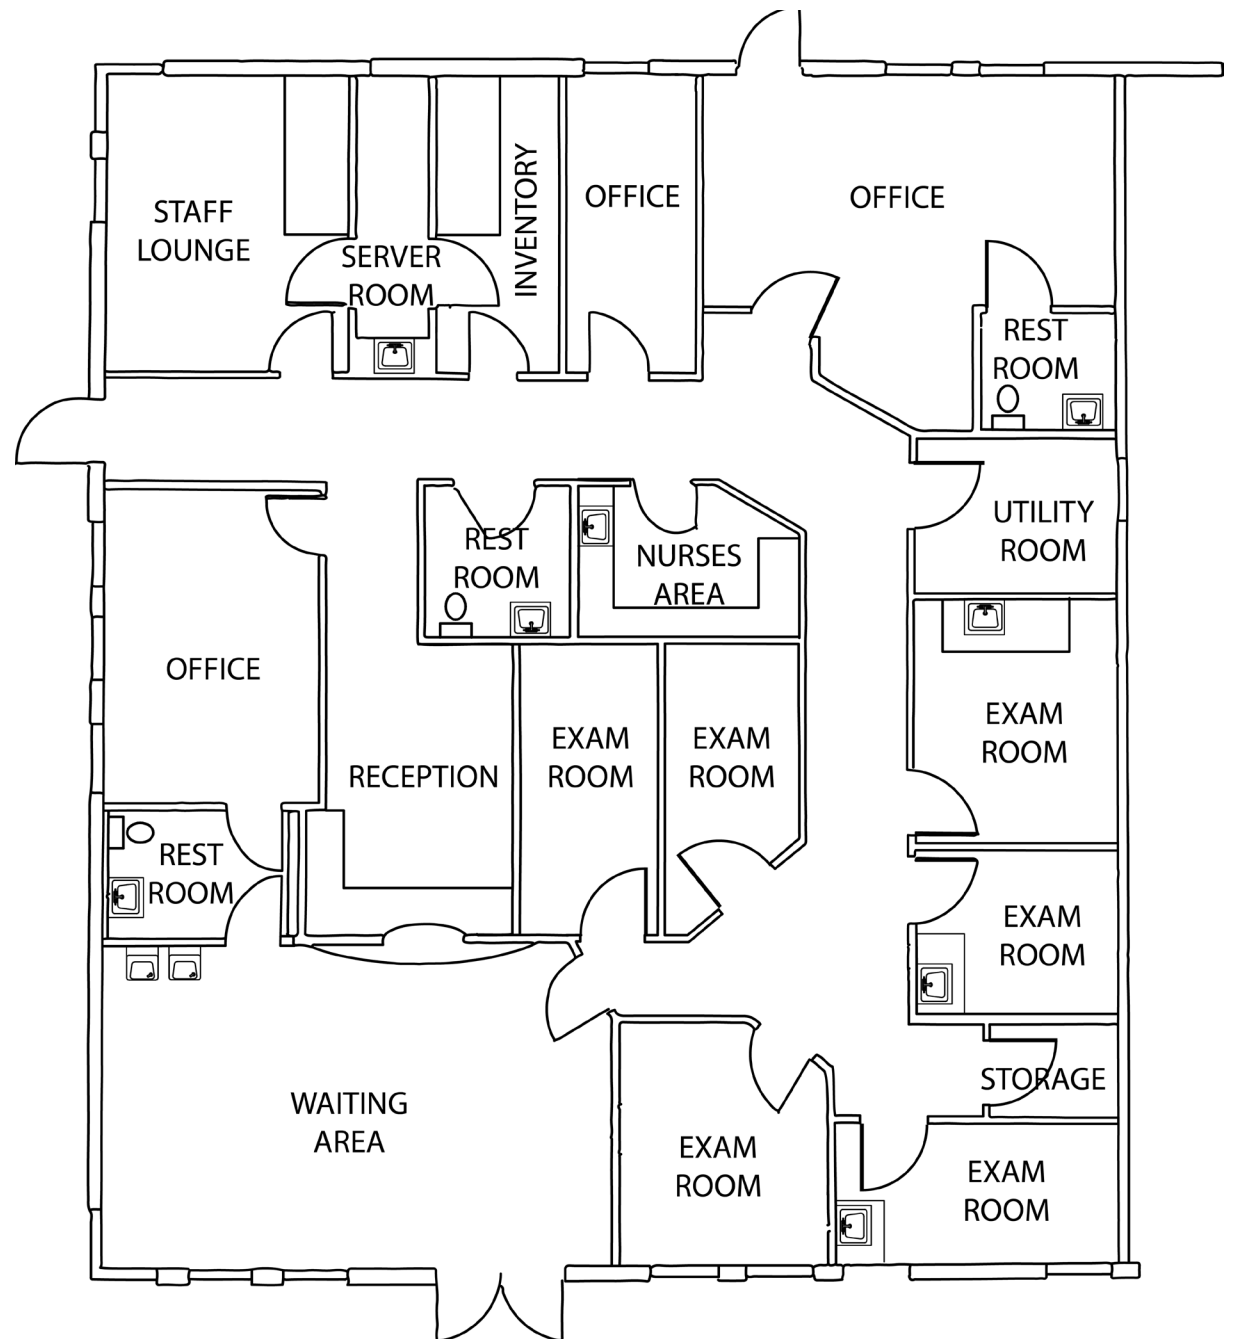 STAFF
LOUNGE
SERVER
ROOM
INVENTORY
OFFICE
OFFICE
REST
ROOM
REST
ROOM
NURSES
AREA
UTILITY
ROOM
OFFICE
RECEPTION
EXAM
ROOM
EXAM
ROOM
EXAM
ROOM
REST
ROOM
EXAM
ROOM
WAITING
AREA
STORAGE
EXAM
ROOM
EXAM
ROOM